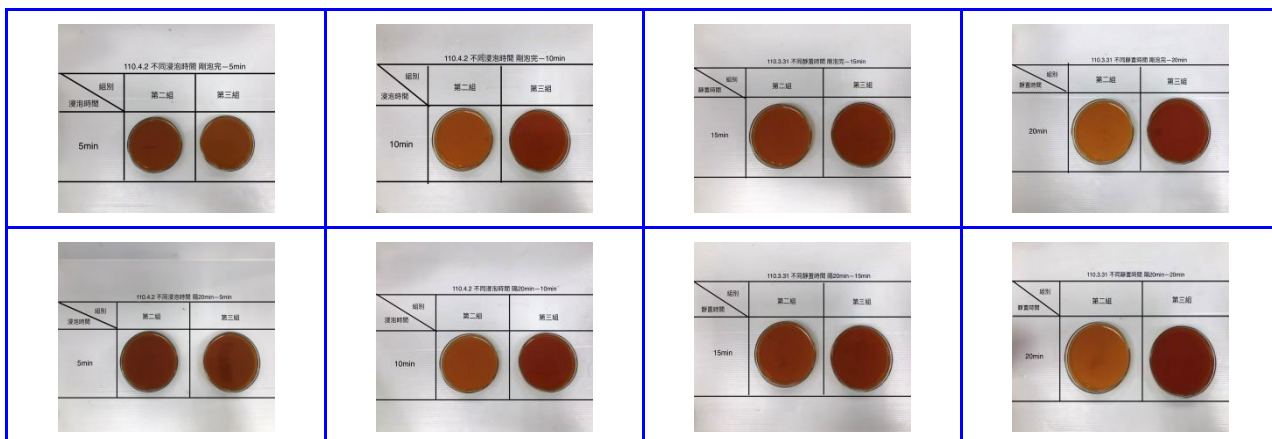 110.4.2 不同浸泡時間 剛泡完－5min
組別
浸泡時間
第二組
第三組
5min
110.4.2 不同浸泡時間 剛泡完－10min
組別
浸泡時間
第二組
第三組
10min
110.3.31 不同靜置時間 剛泡完－15min
組別
靜置時間
第二組
第三組
15min
110.3.31 不同靜置時間 剛泡完－20min
組別
靜置時間
第二組
第三組
20min
110.4.2 不同浸泡時間 隔20min－5min
組別
浸泡時間
第二組
第三組
5min
110.4.2 不同浸泡時間 隔20min－10min
組別
浸泡時間
第二組
第三組
10min
110.3.31 不同靜置時間 隔20min－15min
組別
靜置時間
第二組
第三組
15min
110.3.31 不同靜置時間 隔20min－20min
組別
靜置時間
第二組
第三組
20min